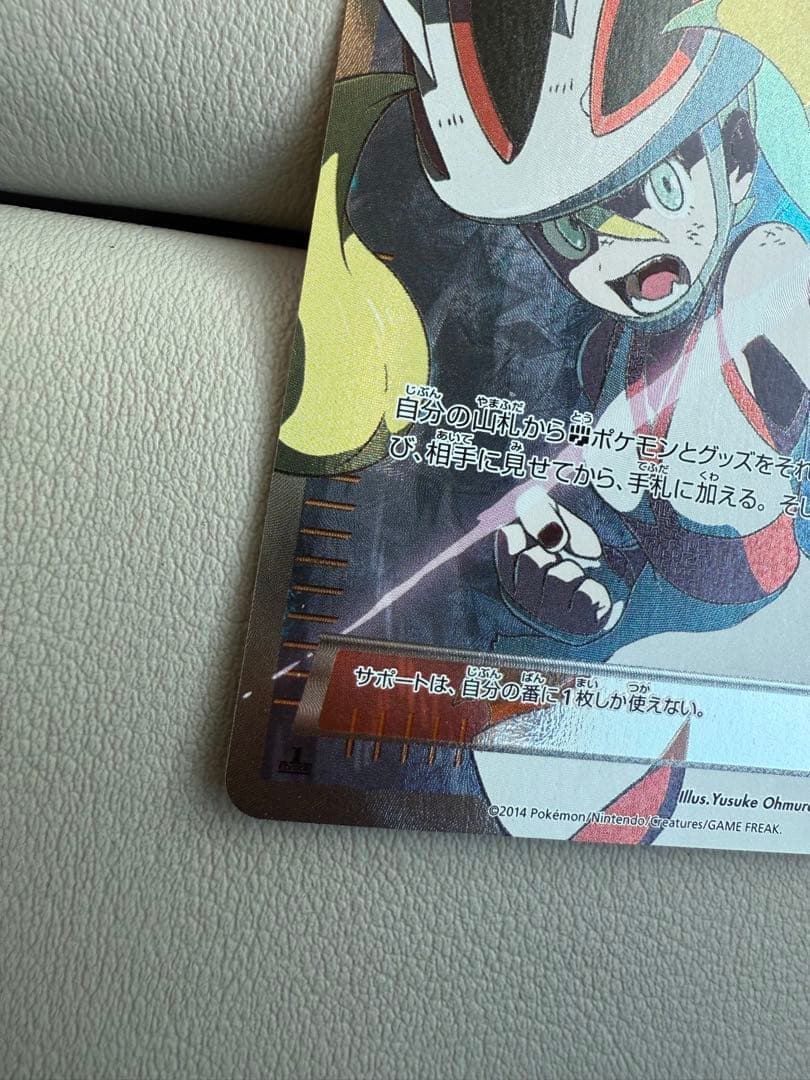 自分の山札からポケモンとグッズをそれ
び、相手に見せてから、手札に加える。そし
サポートは、自分の番に1枚しか使えない。
1
Illus.Yusuke Ohmura
©2014 Pokémon/Nintendo/Creatures/GAME FREAK.